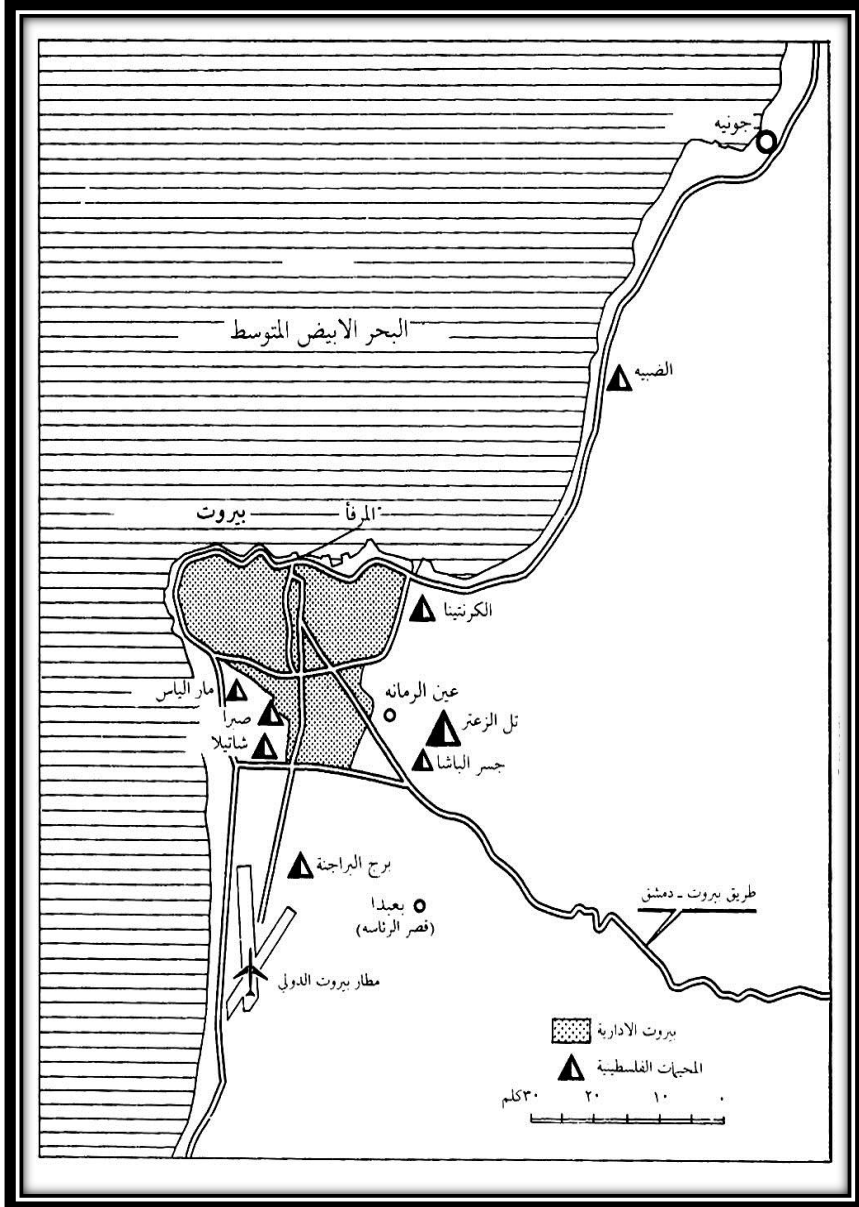 جونيه
البحر الابيض المتوسط
الضبيه
المرفأ
بيروت
الكرنتينا
مار الياس
عين الرمانه
صبرا
تل الزعتر
شاتيلا
جسر الباشا
برج البراجنة
طريق بيروت - دمشق
بعبدا
(قصر الرئاسه)
مطار بيروت الدولي
بيروت الادارية
المخيمات الفلسطينية
٠ ١٠ ٢٠ ٣٠كلم